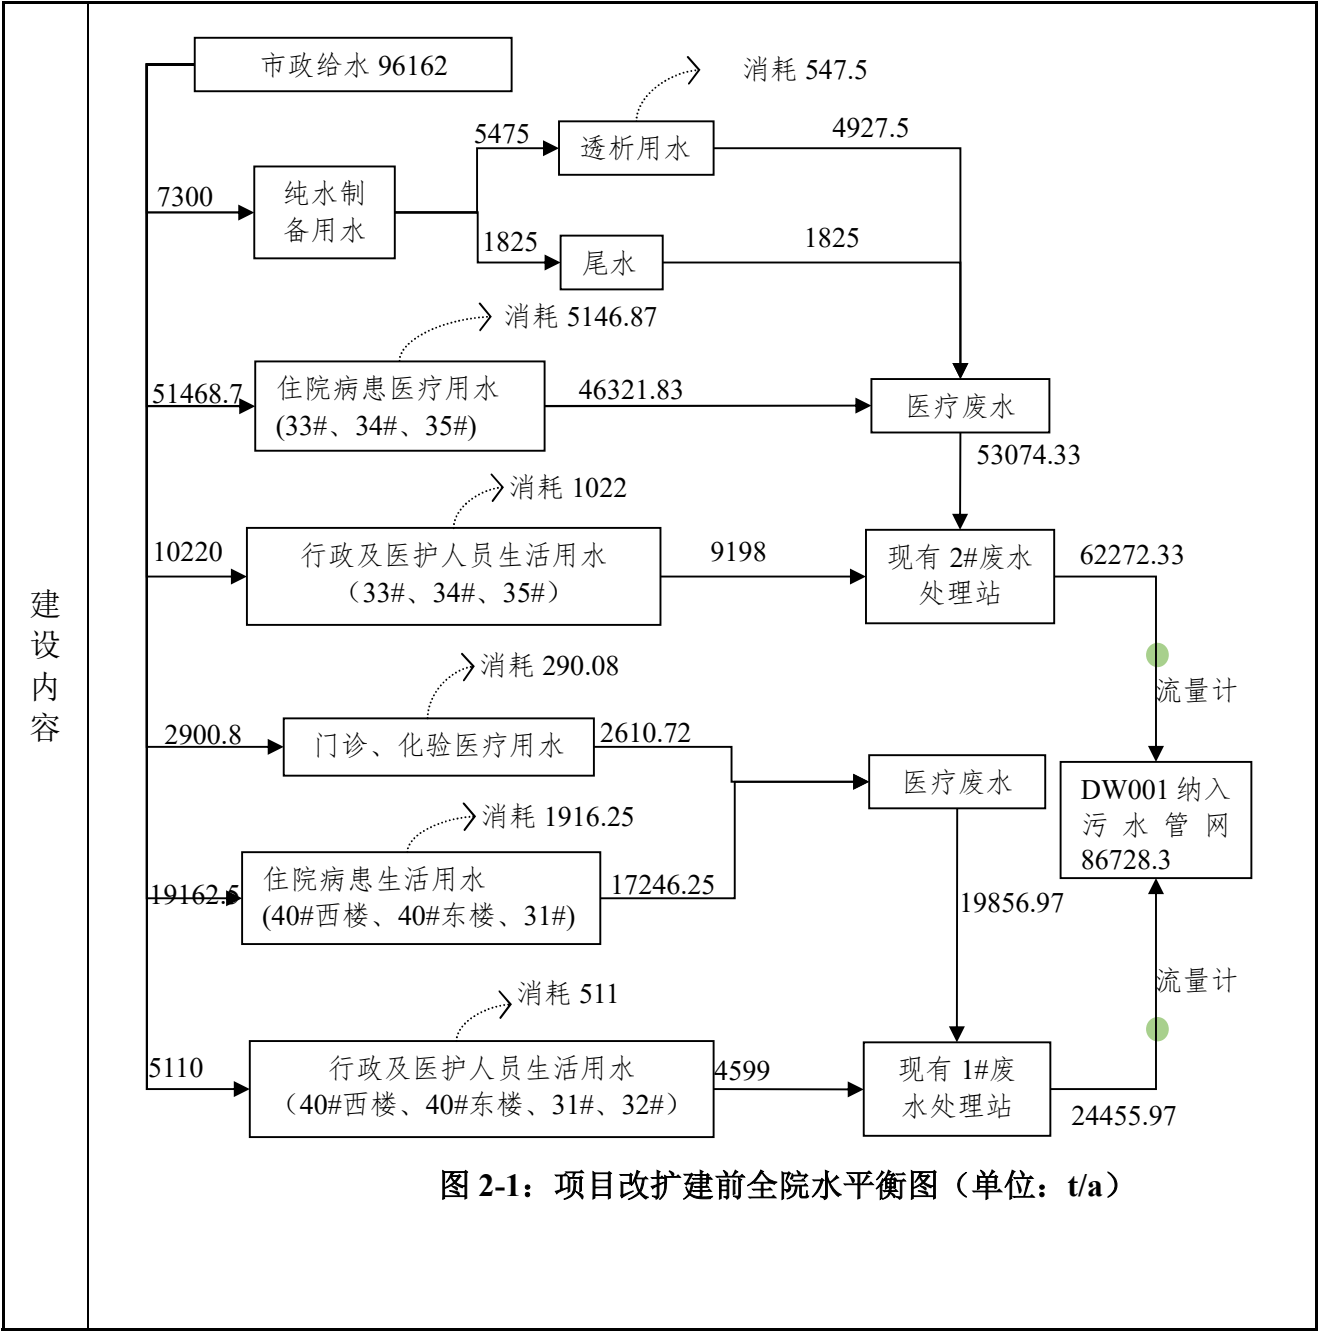 建
设
内
容
市政给水 96162
消耗 547.5
5475
透析用水
4927.5
7300
纯水制
备用水
1825
尾水
1825
消耗 5146.87
51468.7
住院病患医疗用水
(33#、34#、35#)
46321.83
医疗废水
53074.33
消耗 1022
10220
行政及医护人员生活用水
（33#、34#、35#）
9198
现有 2#废水
处理站
62272.33
流量计
消耗 290.08
2900.8
门诊、化验医疗用水
2610.72
医疗废水
DW001 纳入
污水管网
86728.3
消耗 1916.25
19162.5
住院病患生活用水
(40#西楼、40#东楼、31#)
17246.25
19856.97
流量计
消耗 511
5110
行政及医护人员生活用水
（40#西楼、40#东楼、31#、32#）
4599
现有 1#废
水处理站
24455.97
图 2-1：项目改扩建前全院水平衡图（单位：t/a）